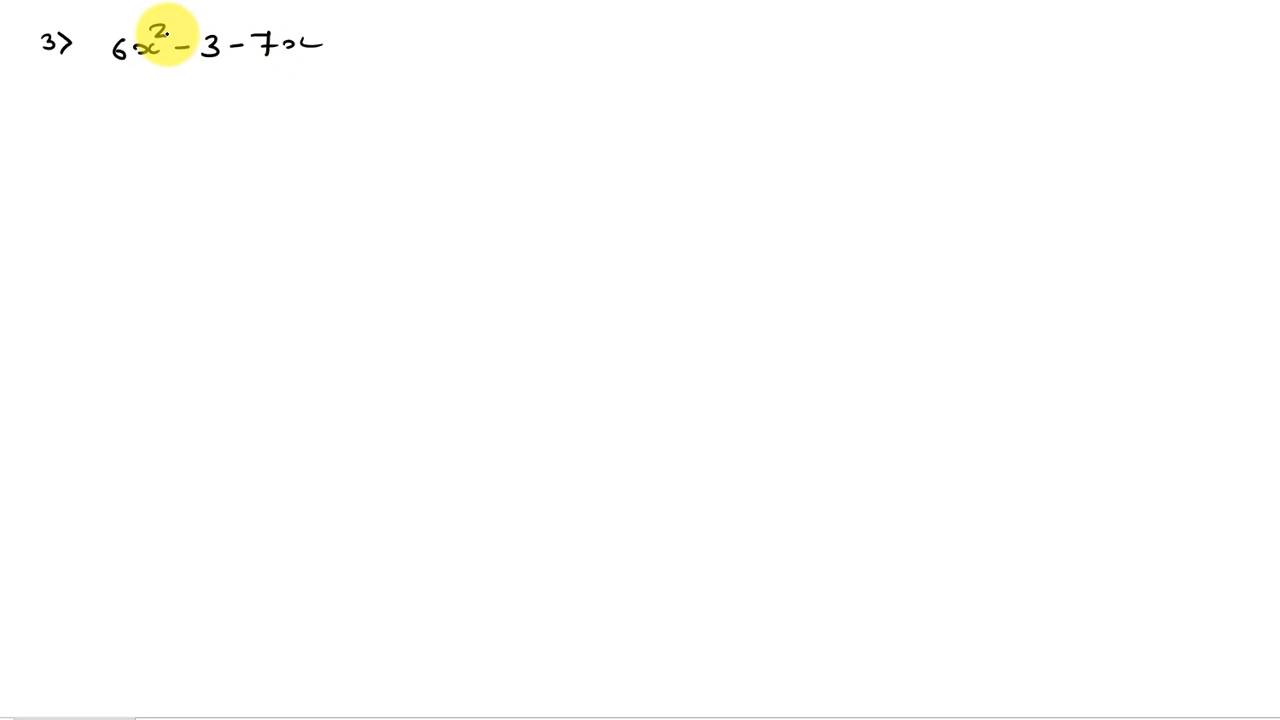 3> 6x² - 3 - 7x